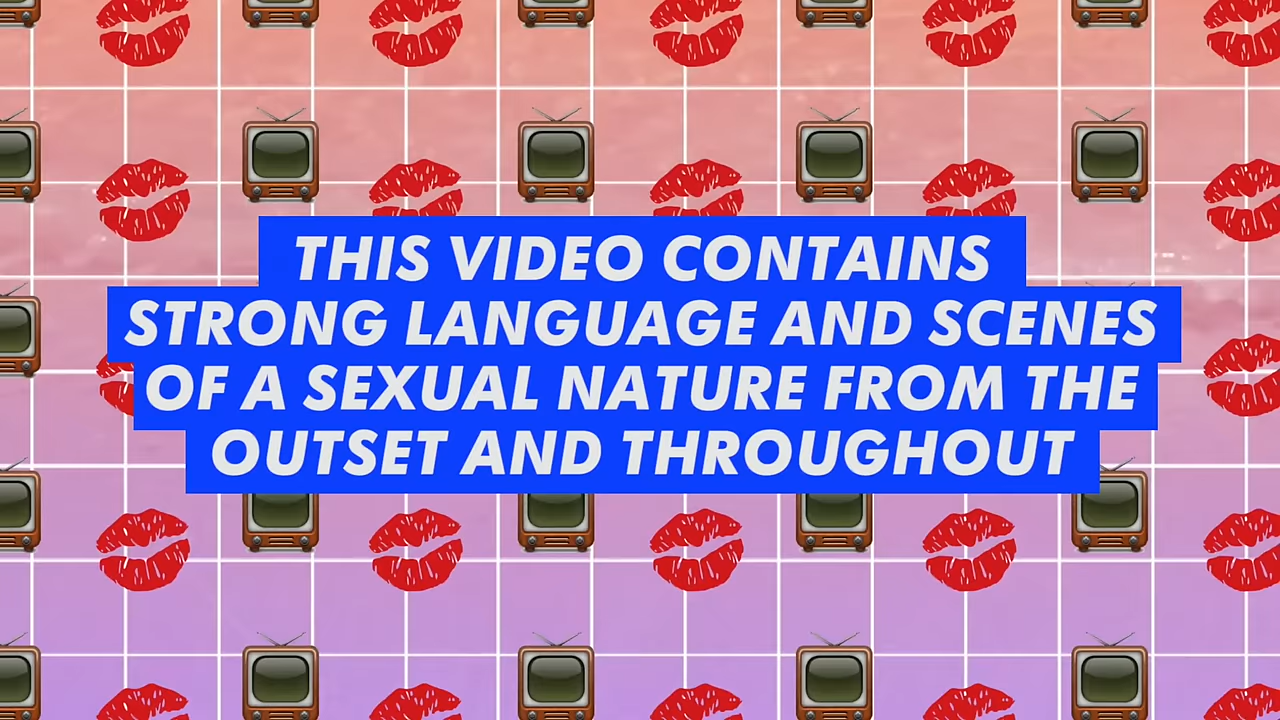 THIS VIDEO CONTAINS
STRONG LANGUAGE AND SCENES
OF A SEXUAL NATURE FROM THE
OUTSET AND THROUGHOUT